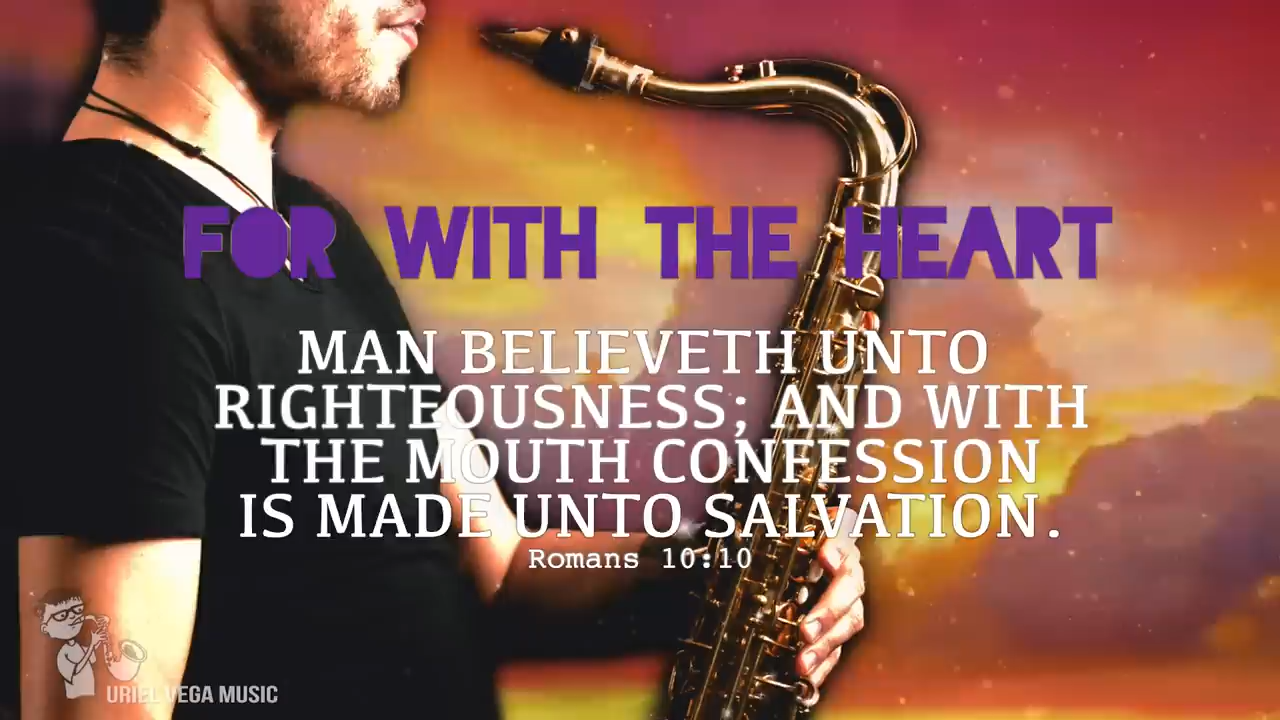 FOR WITH THE HEART
MAN BELIEVETH UNTO
RIGHTEOUSNESS; AND WITH
THE MOUTH CONFESSION
IS MADE UNTO SALVATION.
Romans 10:10
URIEL VEGA MUSIC